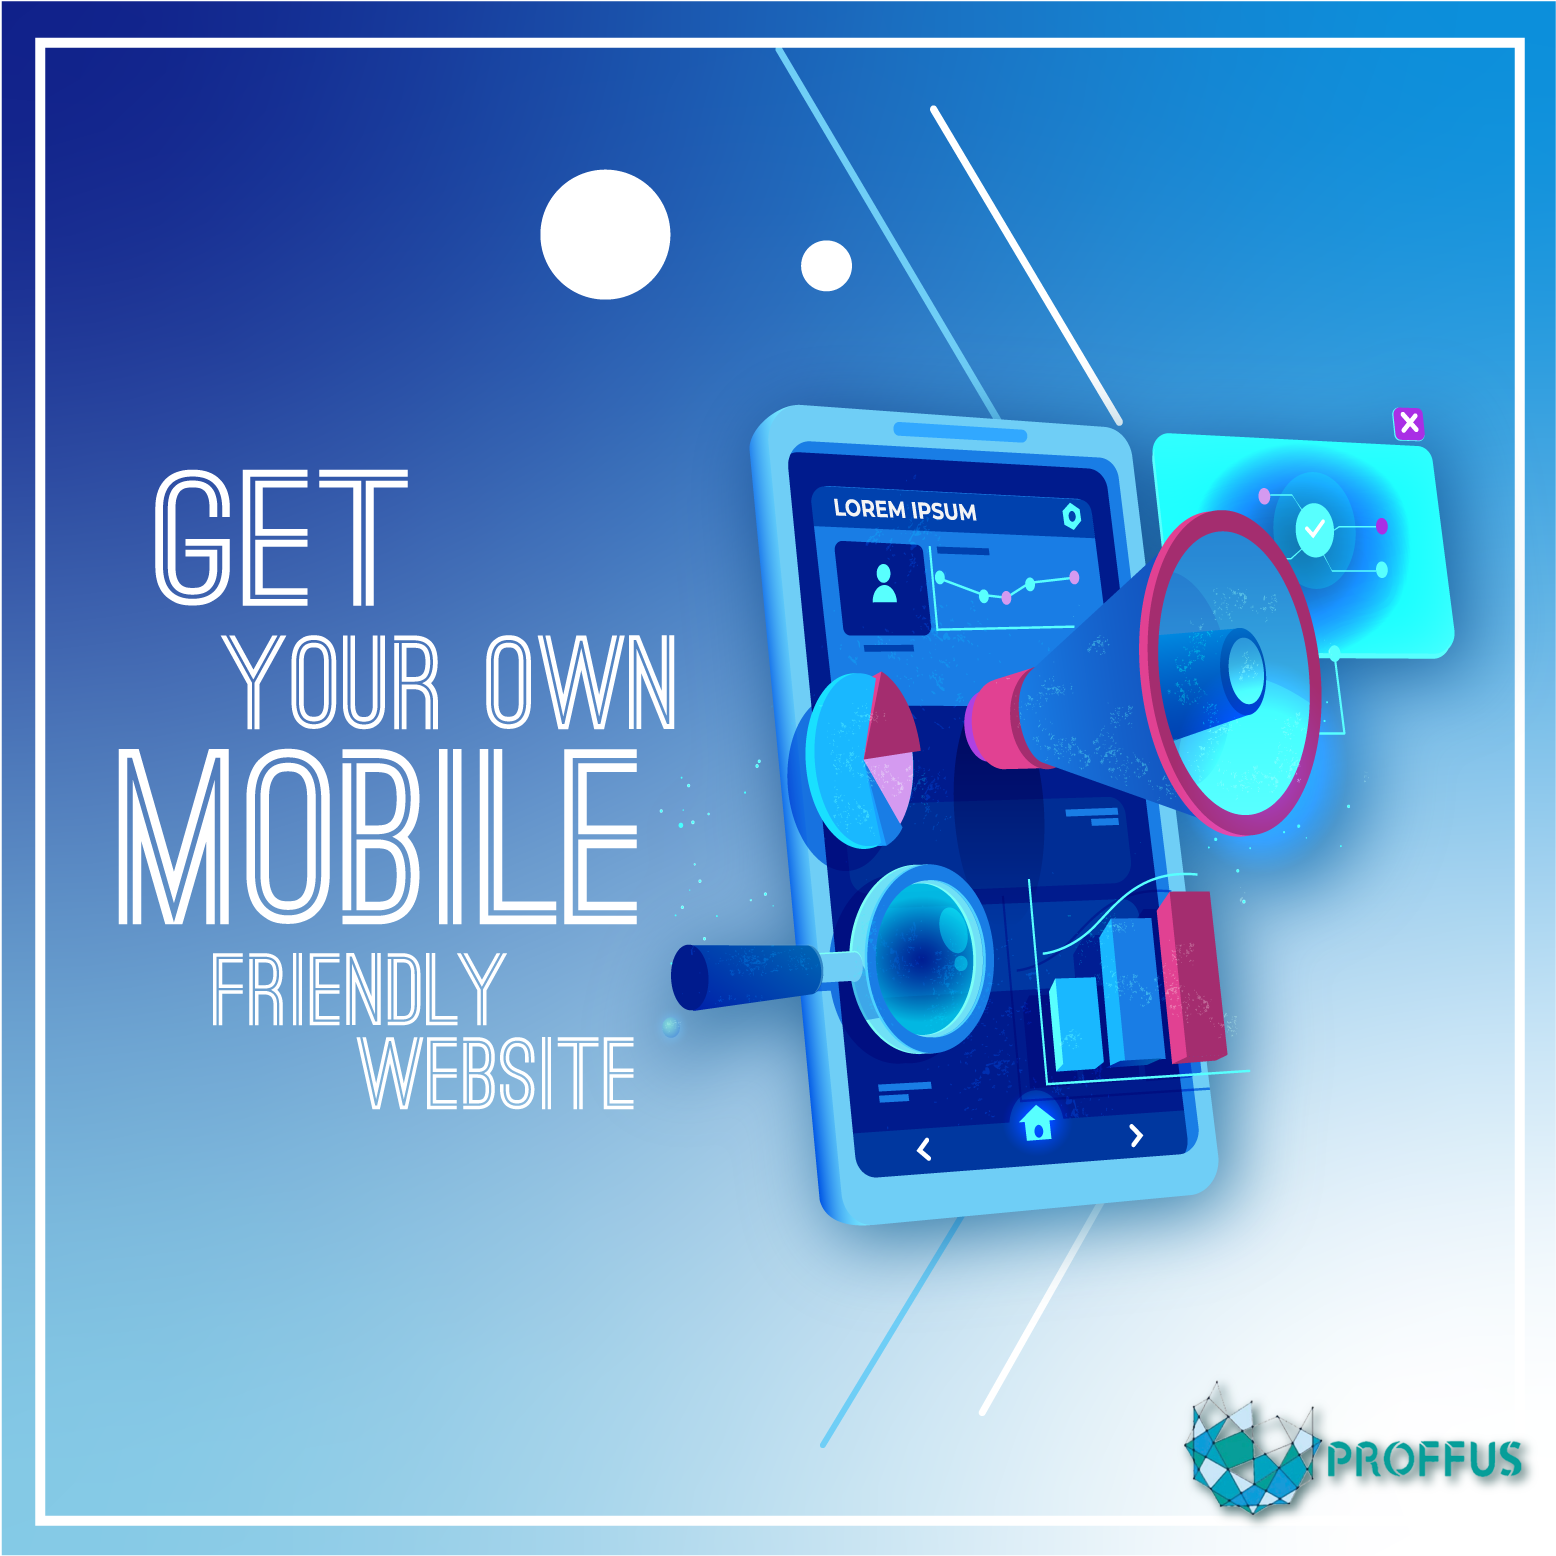 GET
YOUR OWN
MOBILE
FRIENDLY
WEBSITE
LOREM IPSUM
PROFFUS